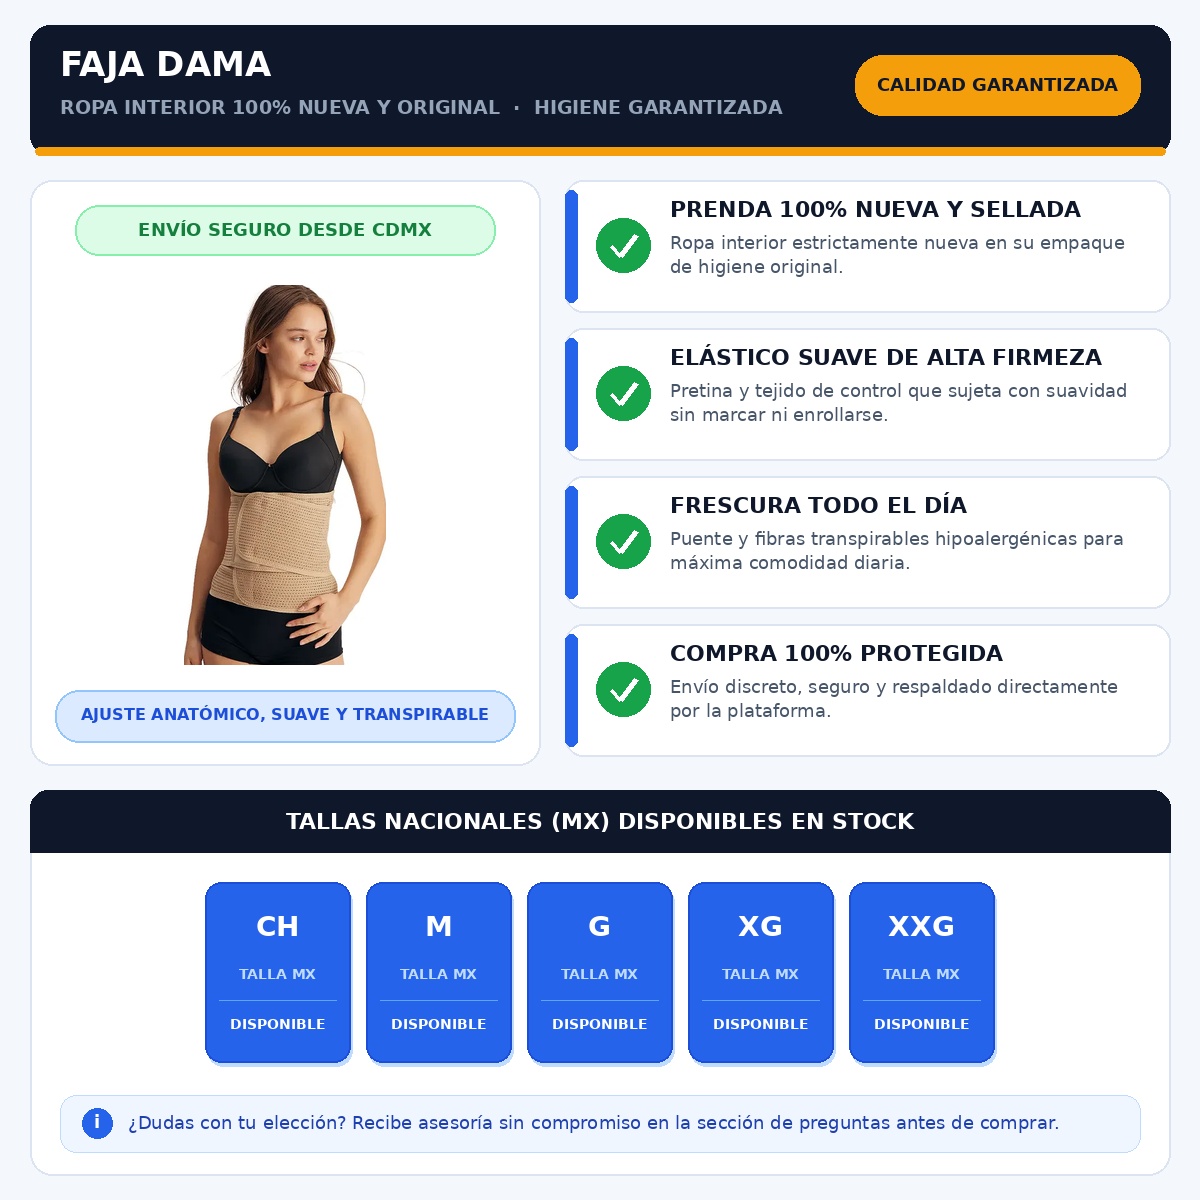 FAJA DAMA
ROPA INTERIOR 100% NUEVA Y ORIGINAL · HIGIENE GARANTIZADA
CALIDAD GARANTIZADA
ENVÍO SEGURO DESDE CDMX
AJUSTE ANATÓMICO, SUAVE Y TRANSPIRABLE
PRENDA 100% NUEVA Y SELLADA
Ropa interior estrictamente nueva en su empaque
de higiene original.
ELÁSTICO SUAVE DE ALTA FIRMEZA
Pretina y tejido de control que sujeta con suavidad
sin marcar ni enrollarse.
FRESCURA TODO EL DÍA
Puente y fibras transpirables hipoalergénicas para
máxima comodidad diaria.
COMPRA 100% PROTEGIDA
Envío discreto, seguro y respaldado directamente
por la plataforma.
TALLAS NACIONALES (MX) DISPONIBLES EN STOCK
CH
TALLA MX
DISPONIBLE
M
TALLA MX
DISPONIBLE
G
TALLA MX
DISPONIBLE
XG
TALLA MX
DISPONIBLE
XXG
TALLA MX
DISPONIBLE
i ¿Dudas con tu elección? Recibe asesoría sin compromiso en la sección de preguntas antes de comprar.